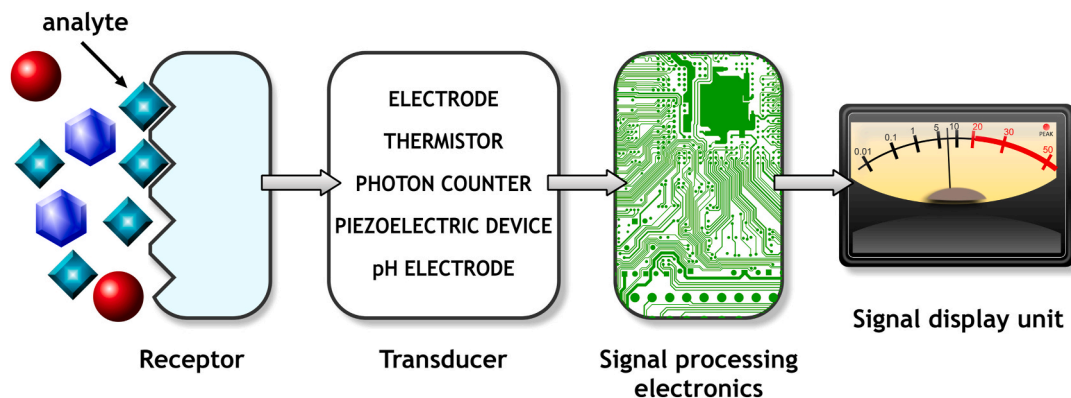 analyte
ELECTRODE
THERMISTOR
PHOTON COUNTER
PIEZOELECTRIC DEVICE
pH ELECTRODE
0.01 0.1 1 5 10 20 30 50
PEAK
Receptor
Transducer
Signal processing
electronics
Signal display unit